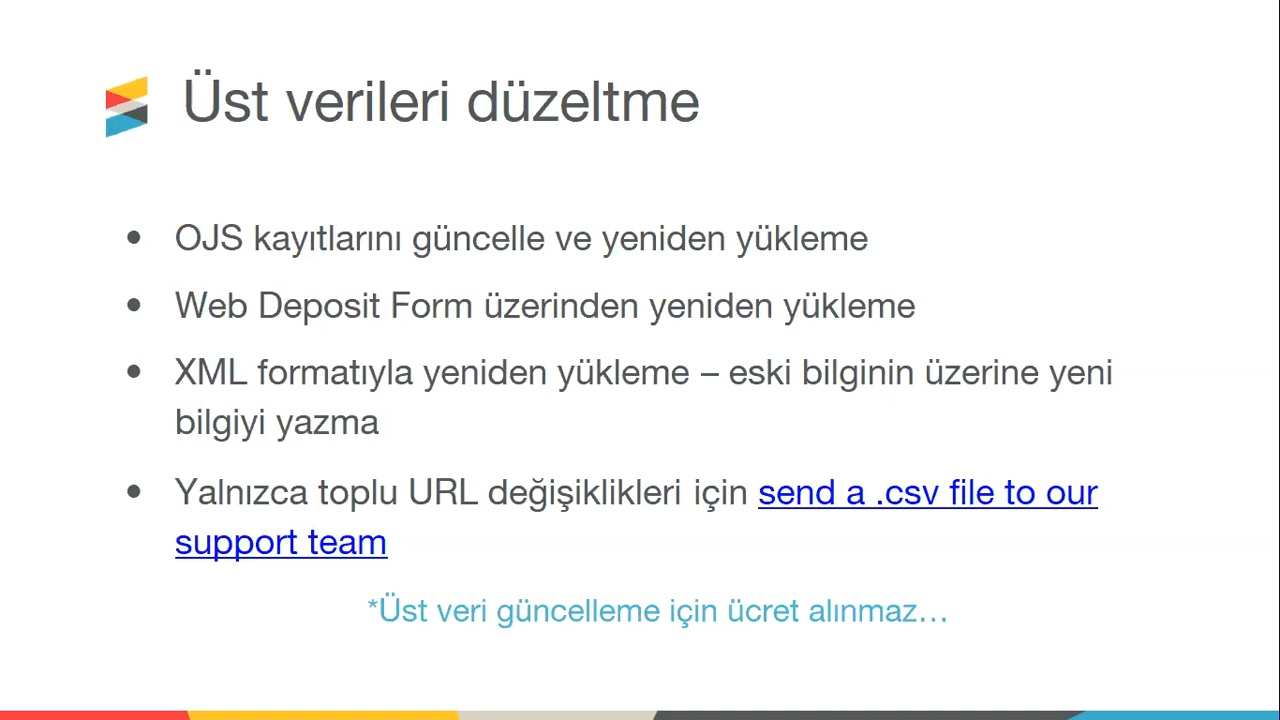 Üst verileri düzeltme
• OJS kayıtlarını güncelle ve yeniden yükleme
• Web Deposit Form üzerinden yeniden yükleme
• XML formatıyla yeniden yükleme – eski bilginin üzerine yeni
bilgiyi yazma
• Yalnızca toplu URL değişiklikleri için send a .csv file to our
support team
*Üst veri güncelleme için ücret alınmaz…